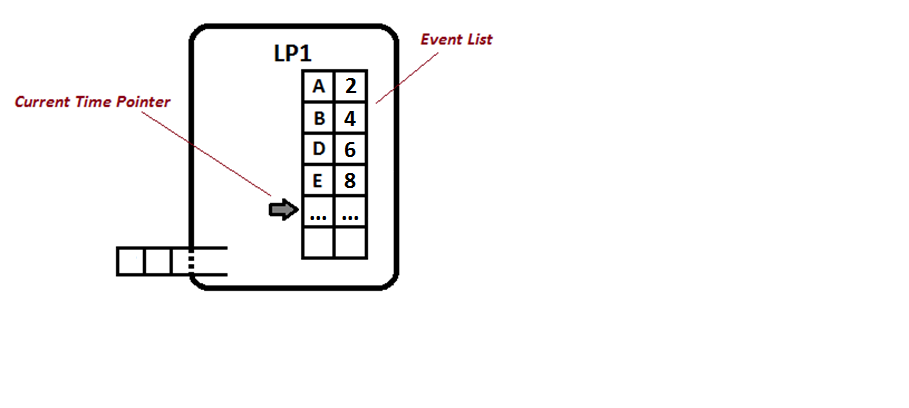 Event List
LP1
Current Time Pointer
A 2
B 4
D 6
E 8
... ...